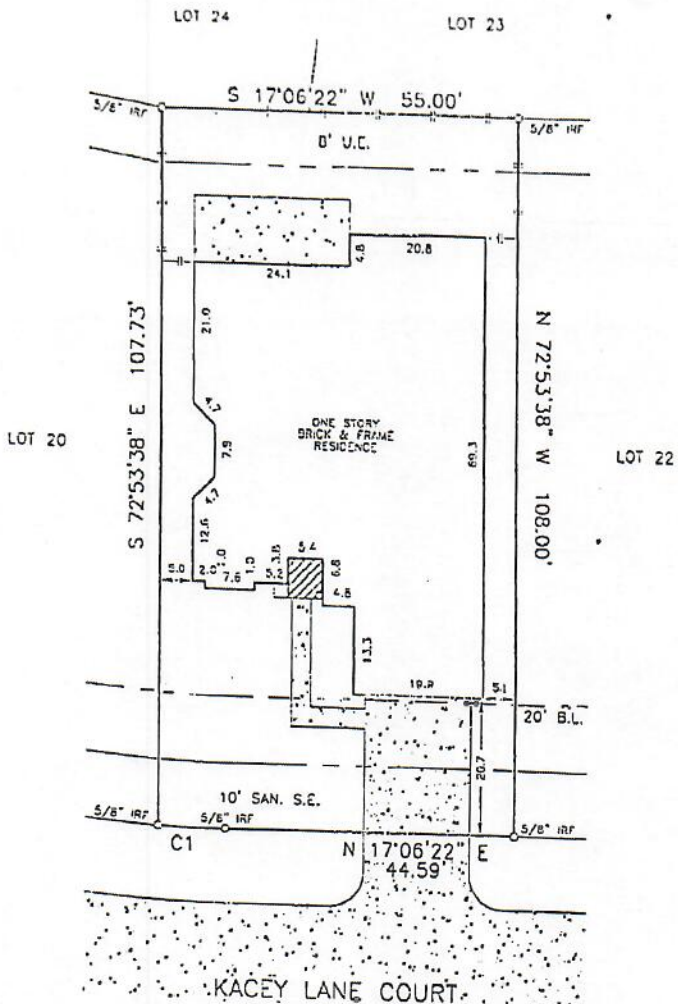 LOT 24
LOT 23
S 17°06'22" W 55.00'
5/8" IRF
5/8" IRF
8' U.E.
4.8
20.8
24.1
21.0
S 72°53'38" E 107.73'
N 72°53'38" W 108.00'
4.7
7.9
4.7
ONE STORY
BRICK & FRAME
RESIDENCE
69.3
LOT 20
LOT 22
12.6
5.0
2.0
1.0
7.6
1.0
5.2
3.8
5.4
6.8
4.8
13.3
19.8
5.1
20' B.L.
20.7
10' SAN. S.E.
5/8" IRF
5/8" IRF
5/8" IRF
C1
N 17°06'22" E
44.59'
KACEY LANE COURT